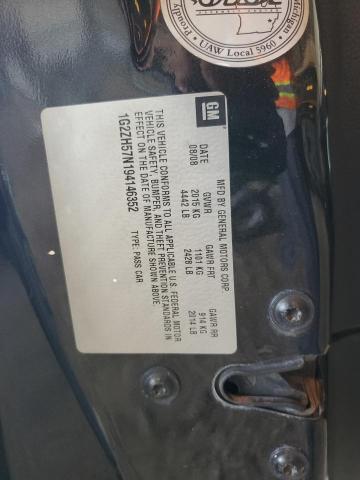 Michigan
Proudly
UAW Local 5960
GM
MFD BY GENERAL MOTORS CORP.
DATE GVWR GAWR FRT GAWR RR
08/08 2015 KG 1101 KG 914 KG
4442 LB 2428 LB 2014 LB
THIS VEHICLE CONFORMS TO ALL APPLICABLE U.S. FEDERAL MOTOR
VEHICLE SAFETY, BUMPER, AND THEFT PREVENTION STANDARDS IN
EFFECT ON THE DATE OF MANUFACTURE SHOWN ABOVE.
1G2ZH57N194146352 TYPE: PASS CAR